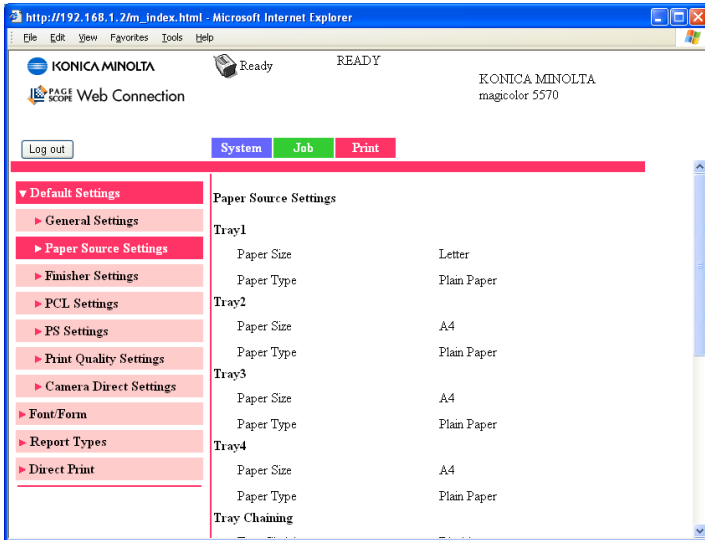 http://192.168.1.2/m_index.html - Microsoft Internet Explorer
File Edit View Favorites Tools Help
KONICA MINOLTA
Ready
READY
KONICA MINOLTA
magicolor 5570
PAGE SCOPE Web Connection
Log out
System Job Print
Default Settings
General Settings
Paper Source Settings
Finisher Settings
PCL Settings
PS Settings
Print Quality Settings
Camera Direct Settings
Font/Form
Report Types
Direct Print
Paper Source Settings
Tray1
Paper Size Letter
Paper Type Plain Paper
Tray2
Paper Size A4
Paper Type Plain Paper
Tray3
Paper Size A4
Paper Type Plain Paper
Tray4
Paper Size A4
Paper Type Plain Paper
Tray Chaining